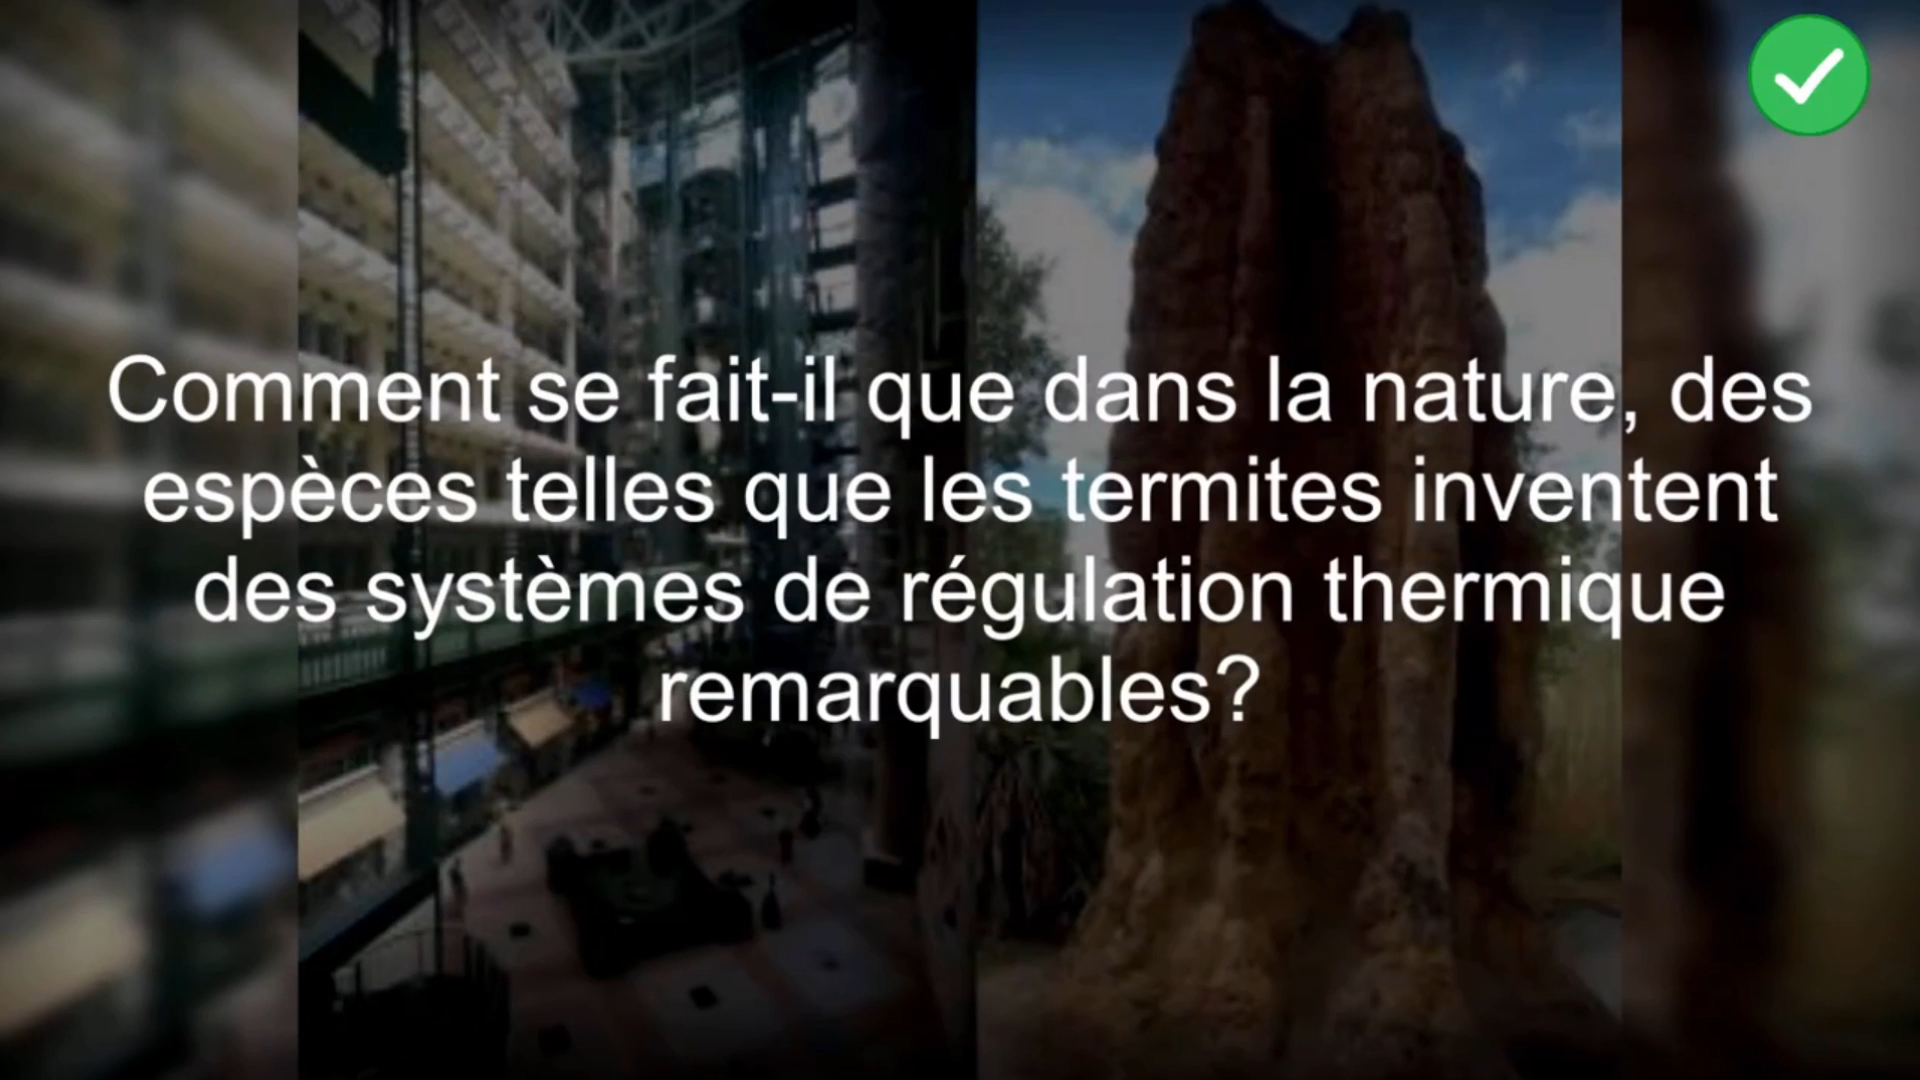 Comment se fait-il que dans la nature, des
espèces telles que les termites inventent
des systèmes de régulation thermique
remarquables?